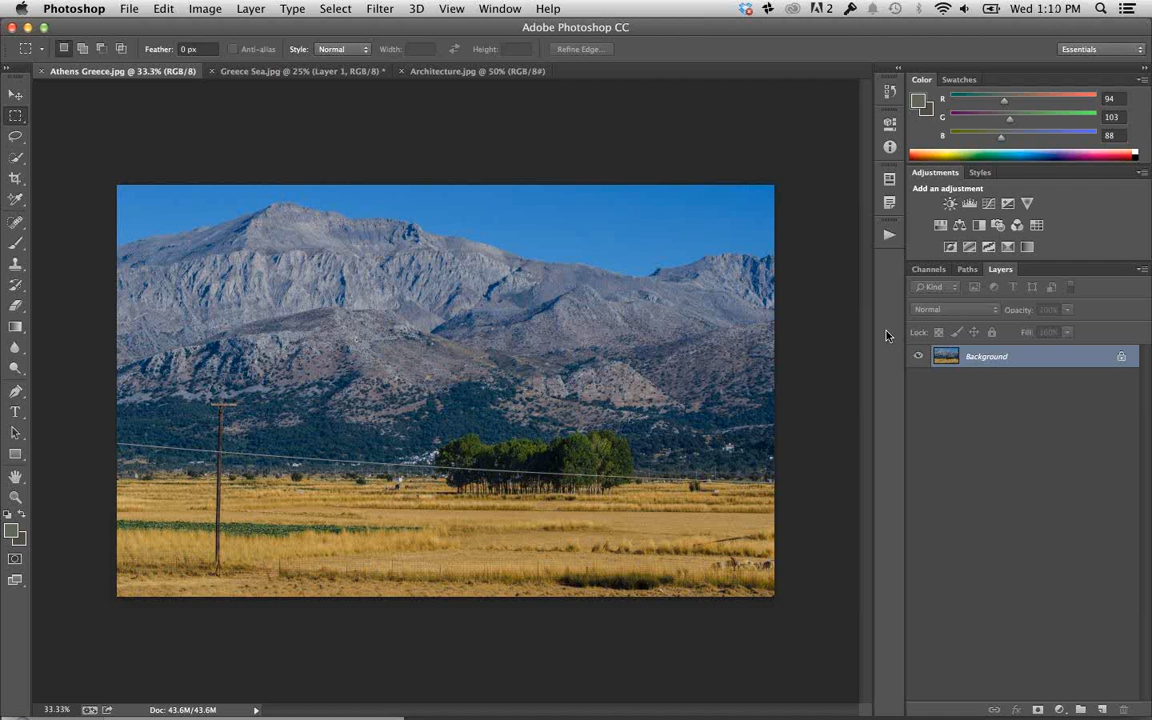 Photoshop File Edit Image Layer Type Select Filter 3D View Window Help 2 Wed 1:10 PM
Adobe Photoshop CC
Feather: 0 px Anti-alias Style: Normal Width: Height: Refine Edge... Essentials
Athens Greece.jpg @ 33.3% (RGB/8) Greece Sea.jpg @ 25% (Layer 1, RGB/8) * Architecture.jpg @ 50% (RGB/8#)
Color Swatches
R 94
G 103
B 88
Adjustments Styles
Add an adjustment
Channels Paths Layers
Kind
Normal Opacity: 100%
Lock: Fill: 100%
Background
33.33% Doc: 43.6M/43.6M